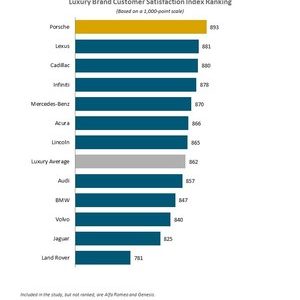 Luxury Brand Customer Satisfaction Index Ranking
(Based on a 1,000-point scale)
Porsche 893
Lexus 881
Cadillac 880
Infiniti 878
Mercedes-Benz 870
Acura 866
Lincoln 865
Luxury Average 862
Audi 857
BMW 847
Volvo 840
Jaguar 825
Land Rover 781
Included in the study, but not ranked, are Alfa Romeo and Genesis.